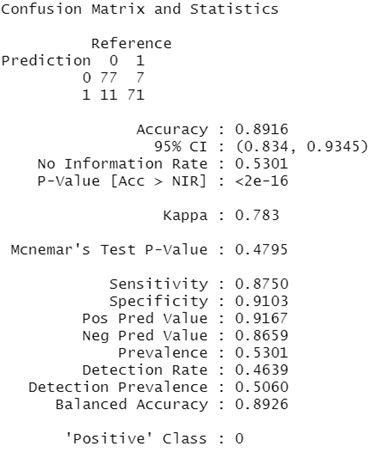 Confusion Matrix and Statistics
Reference
Prediction 0 1
0 77 7
1 11 71
Accuracy : 0.8916
95% CI : (0.834, 0.9345)
No Information Rate : 0.5301
P-Value [Acc > NIR] : <2e-16
Kappa : 0.783
Mcnemar's Test P-Value : 0.4795
Sensitivity : 0.8750
Specificity : 0.9103
Pos Pred Value : 0.9167
Neg Pred Value : 0.8659
Prevalence : 0.5301
Detection Rate : 0.4639
Detection Prevalence : 0.5060
Balanced Accuracy : 0.8926
'Positive' Class : 0